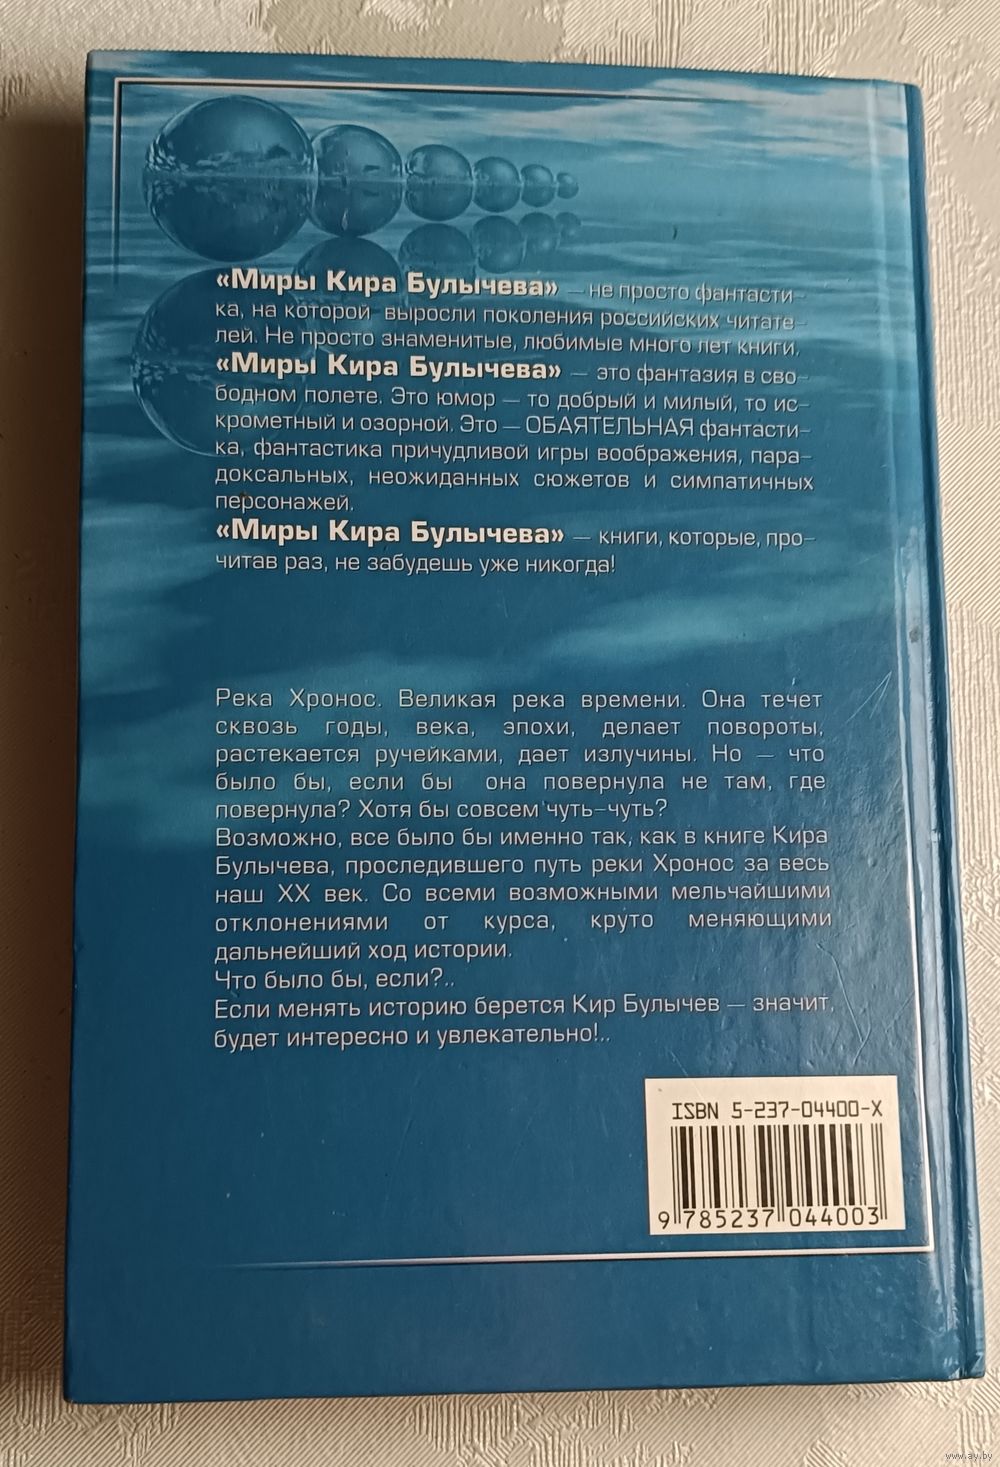 «Миры Кира Булычева» – не просто фантасти-
ка, на которой выросли поколения российских читате-
лей. Не просто знаменитые, любимые много лет книги.
«Миры Кира Булычева» – это фантазия в сво-
бодном полете. Это юмор – то добрый и милый, то ис-
крометный и озорной. Это – ОБАЯТЕЛЬНАЯ фантасти-
ка, фантастика причудливой игры воображения, пара-
доксальных, неожиданных сюжетов и симпатичных
персонажей.
«Миры Кира Булычева» – книги, которые, про-
читав раз, не забудешь уже никогда!
Река Хронос. Великая река времени. Она течет
сквозь годы, века, эпохи, делает повороты,
растекается ручейками, дает излучины. Но – что
было бы, если бы она повернула не там, где
повернула? Хотя бы совсем чуть-чуть?
Возможно, все было бы именно так, как в книге Кира
Булычева, проследившего путь реки Хронос за весь
наш XX век. Со всеми возможными мельчайшими
отклонениями от курса, круто меняющими
дальнейший ход истории.
Что было бы, если?..
Если менять историю берется Кир Булычев – значит,
будет интересно и увлекательно!..
ISBN 5-237-04400-X
9 785237 044003
www.ay.by